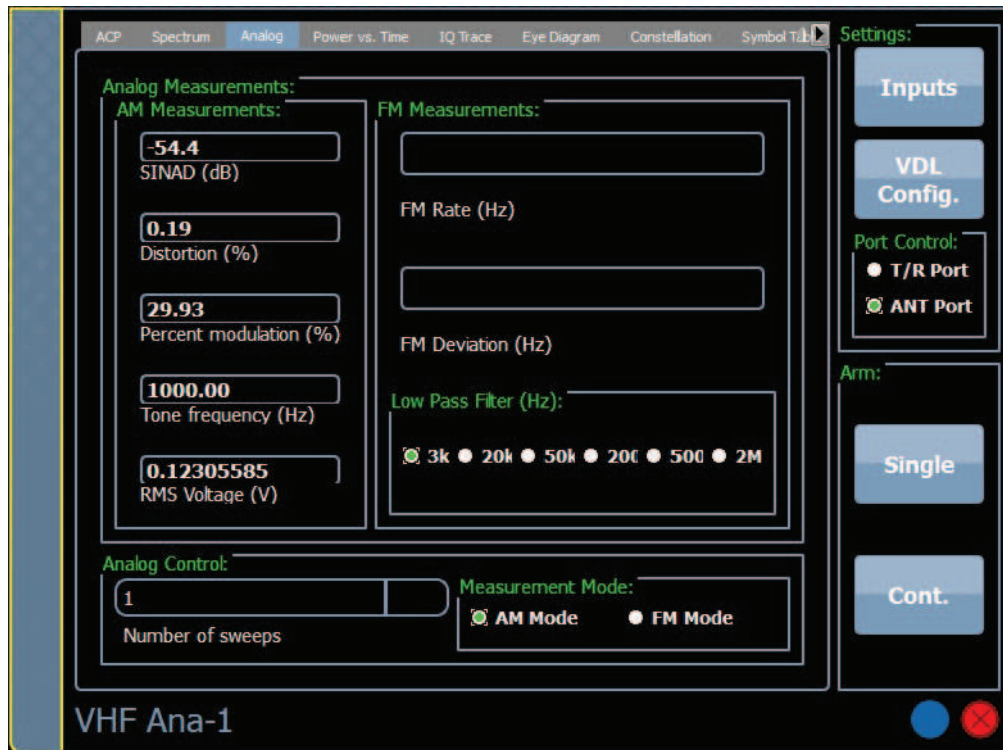 ACP Spectrum Analog Power vs. Time IQ Trace Eye Diagram Constellation Symbol
Settings:
Inputs
VDL
Config.
Port Control:
T/R Port
ANT Port
Arm:
Single
Cont.
Analog Measurements:
AM Measurements:
-54.4
SINAD (dB)
0.19
Distortion (%)
29.93
Percent modulation (%)
1000.00
Tone frequency (Hz)
0.12305585
RMS Voltage (V)
FM Measurements:
FM Rate (Hz)
FM Deviation (Hz)
Low Pass Filter (Hz):
3k 20k 50k 200 500 2M
Analog Control:
1
Number of sweeps
Measurement Mode:
AM Mode FM Mode
VHF Ana-1